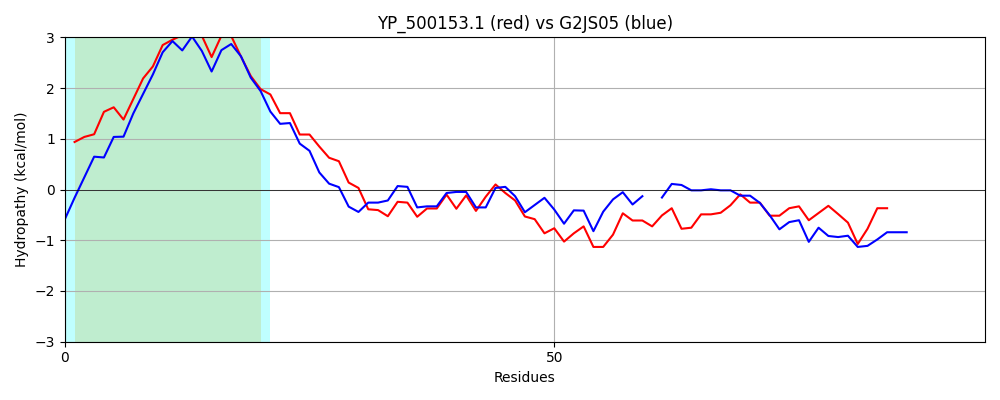 YP_500153.1 (red) vs G2JS05 (blue)
Hydropathy (kcal/mol)
3
2
1
0
−1
−2
−3
0 50
Residues